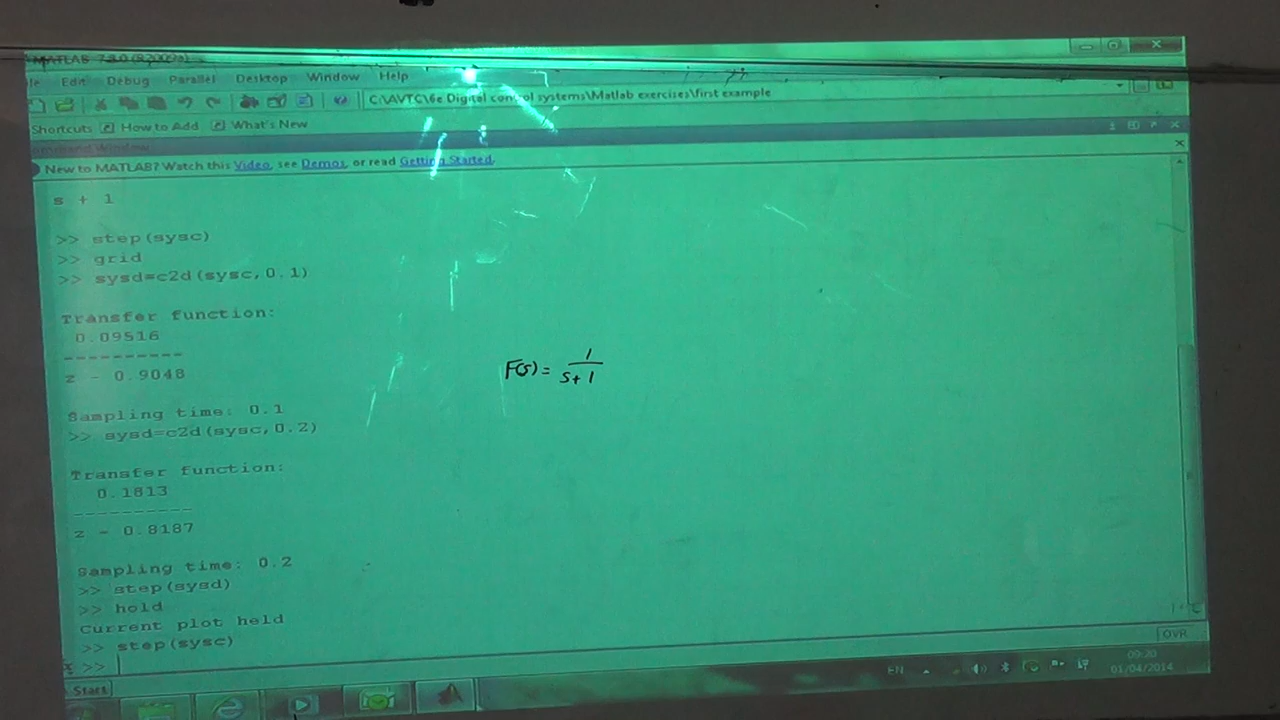 MATLAB 7.8.0 (R2009a)
Edit Debug Parallel Desktop Window Help
C:\AVTC\6e Digital control systems\Matlab exercises\first example
Shortcuts How to Add What's New
New to MATLAB? Watch this Video, see Demos, or read Getting Started.
s + 1
>> step(sysc)
>> grid
>> sysd=c2d(sysc,0.1)
Transfer function:
0.09516
----------
z - 0.9048
Sampling time: 0.1
>> sysd=c2d(sysc,0.2)
Transfer function:
0.1813
----------
z - 0.8187
Sampling time: 0.2
>> step(sysd)
>> hold
Current plot held
>> step(sysc)
>>
F(s) = 1
s+1
OVR
Start
EN
09:20
01/04/2014